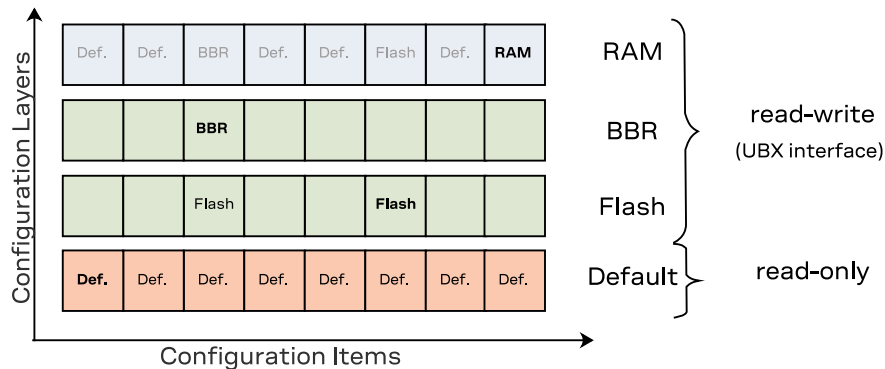 Configuration Layers
Def. Def. BBR Def. Def. Flash Def. RAM
RAM
BBR
BBR
Flash Flash
Flash
Def. Def. Def. Def. Def. Def. Def. Def.
Default
read-write
(UBX interface)
read-only
Configuration Items